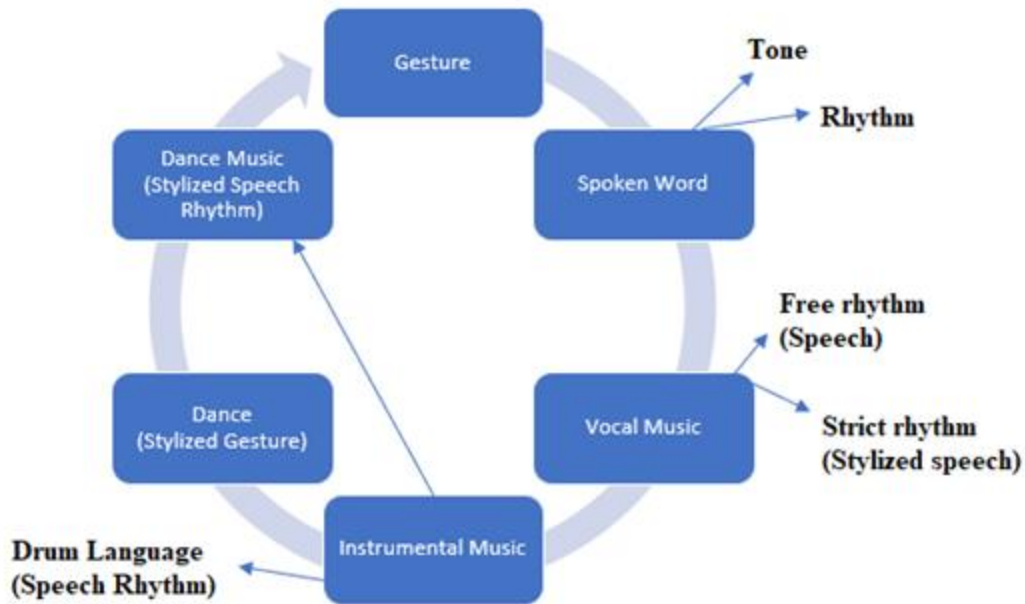 Gesture
Tone
Rhythm
Spoken Word
Free rhythm
(Speech)
Vocal Music
Strict rhythm
(Stylized speech)
Instrumental Music
Drum Language
(Speech Rhythm)
Dance
(Stylized Gesture)
Dance Music
(Stylized Speech
Rhythm)